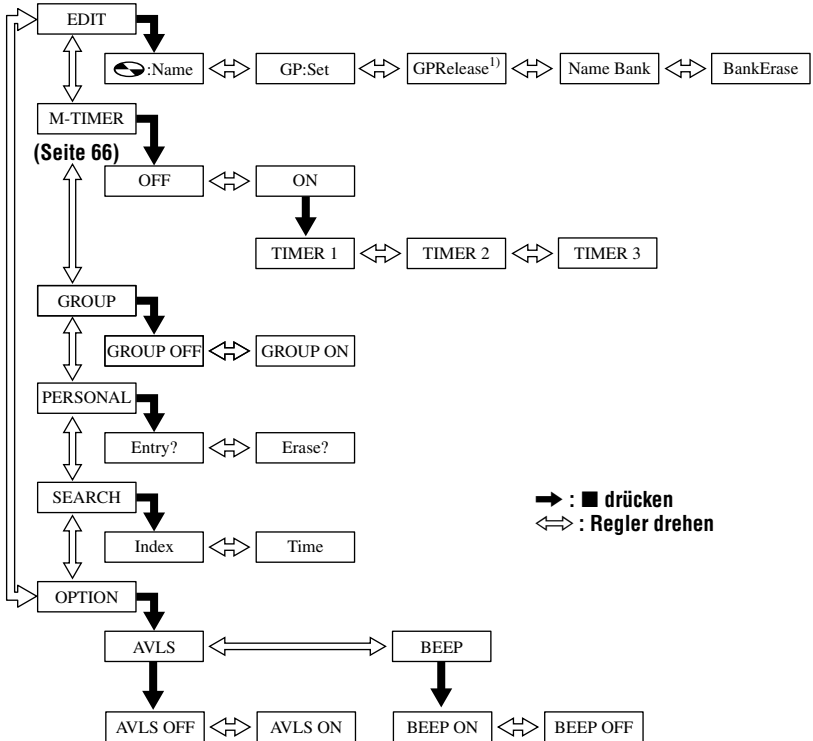 EDIT
:Name GP:Set GPRelease1) Name Bank BankErase
M-TIMER
(Seite 66)
OFF ON
TIMER 1 TIMER 2 TIMER 3
GROUP
GROUP OFF GROUP ON
PERSONAL
Entry? Erase?
SEARCH
: ■ drücken
: Regler drehen
Index Time
OPTION
AVLS BEEP
AVLS OFF AVLS ON BEEP ON BEEP OFF